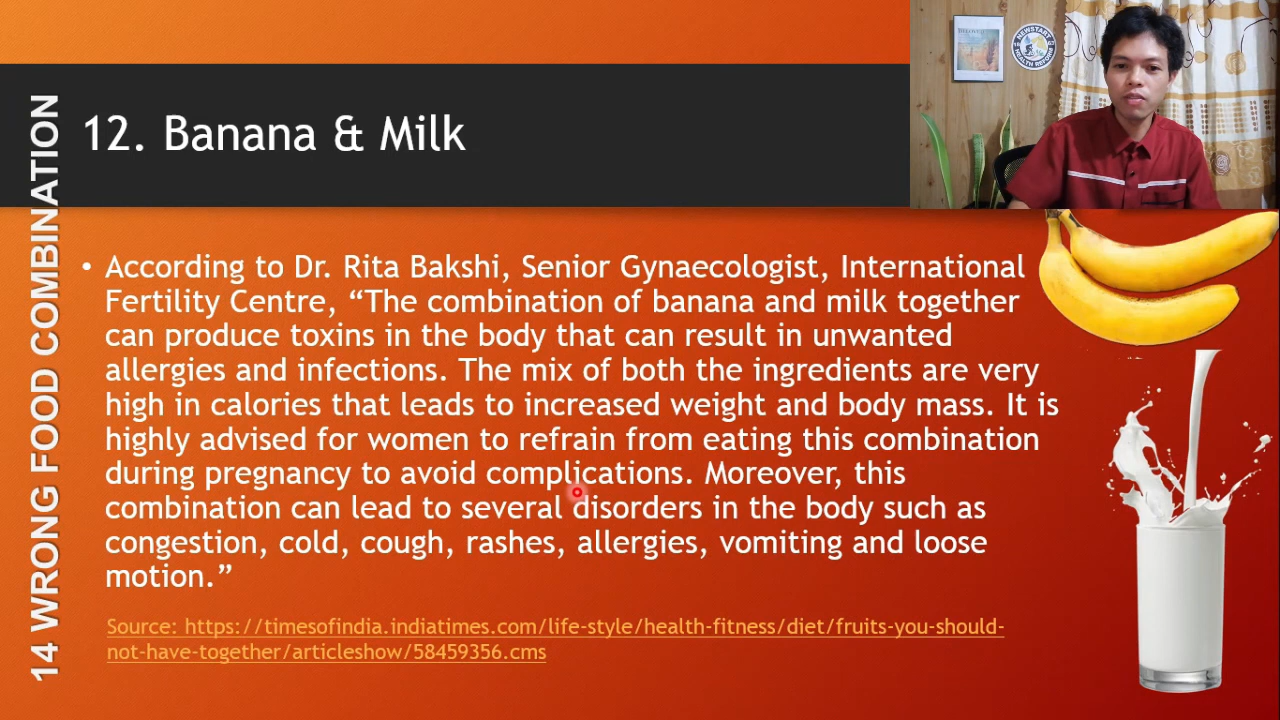 14 WRONG FOOD COMBINATION
12. Banana & Milk
• According to Dr. Rita Bakshi, Senior Gynaecologist, International
Fertility Centre, “The combination of banana and milk together
can produce toxins in the body that can result in unwanted
allergies and infections. The mix of both the ingredients are very
high in calories that leads to increased weight and body mass. It is
highly advised for women to refrain from eating this combination
during pregnancy to avoid complications. Moreover, this
combination can lead to several disorders in the body such as
congestion, cold, cough, rashes, allergies, vomiting and loose
motion.”
Source: https://timesofindia.indiatimes.com/life-style/health-fitness/diet/fruits-you-should-
not-have-together/articleshow/58459356.cms
NEWSTART
HEALTH REFORM